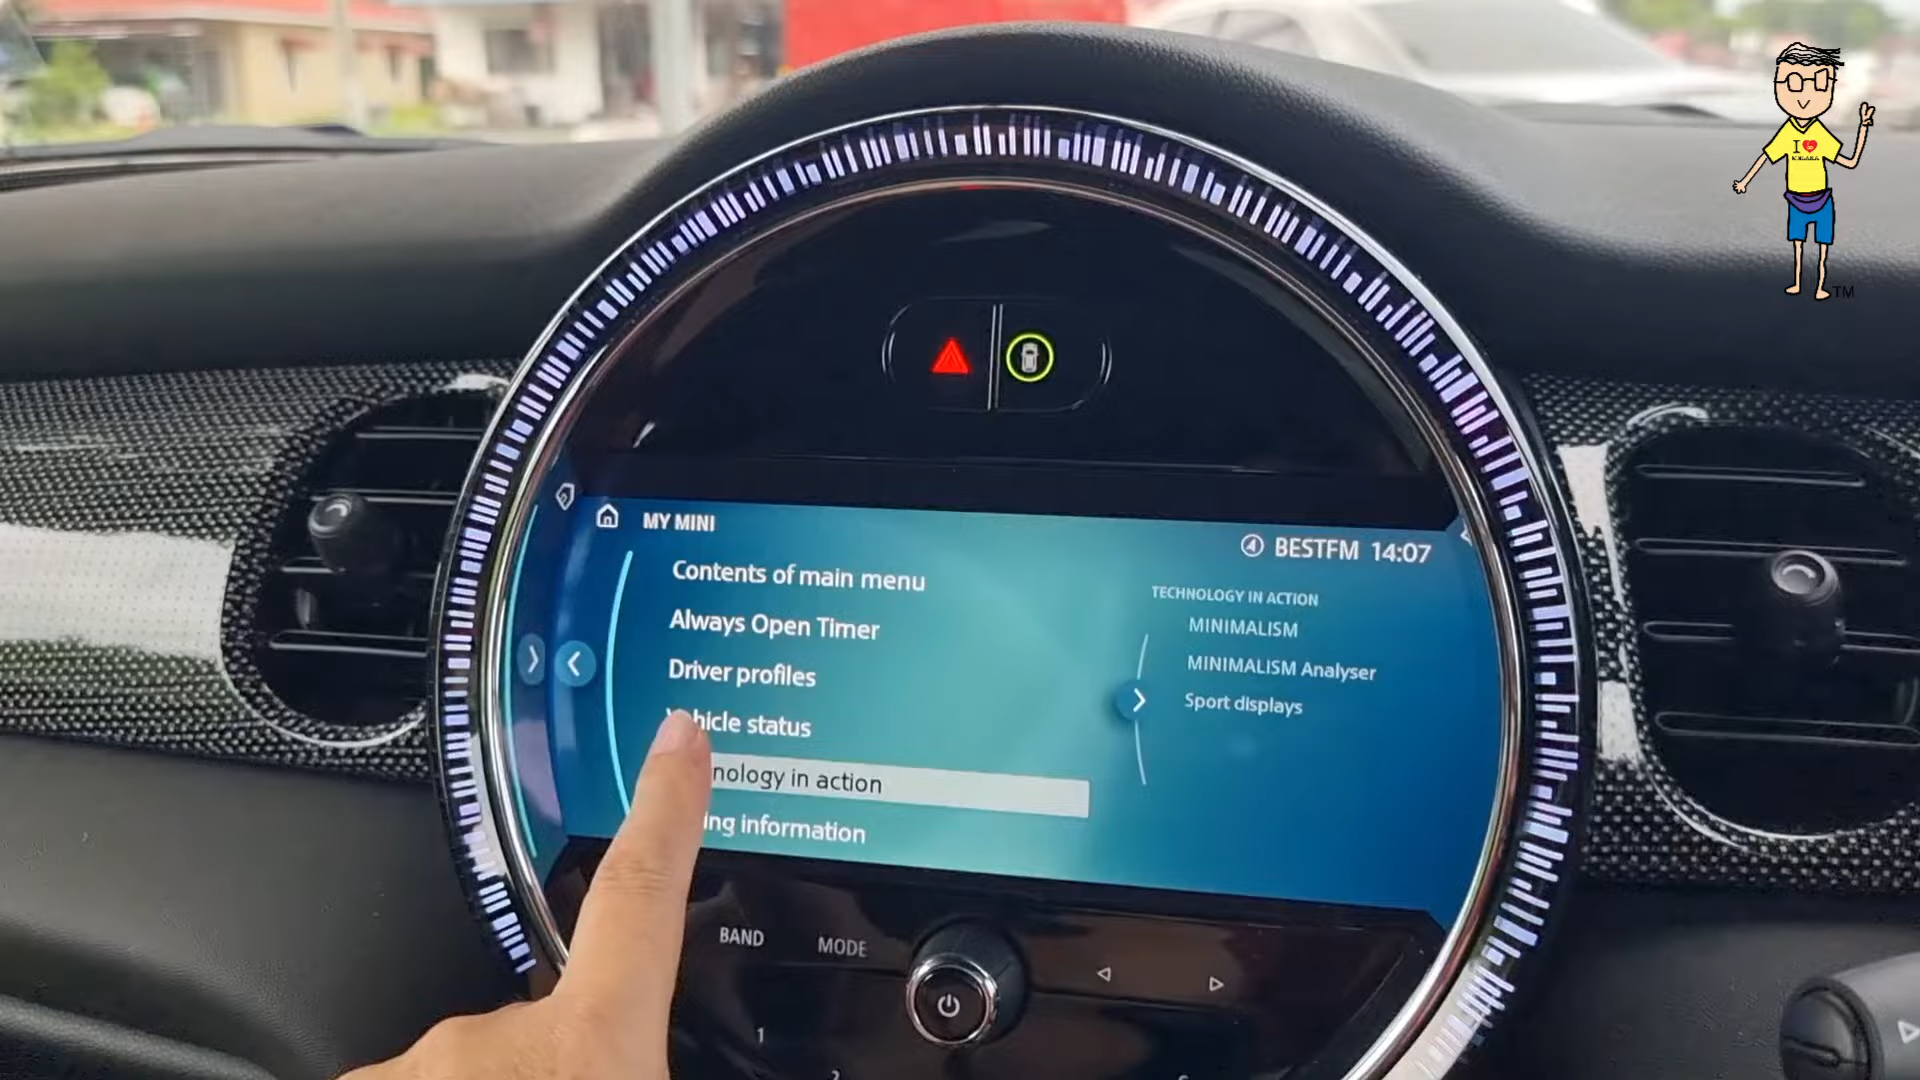 I
TM
MY MINI
BESTFM 14:07
Contents of main menu
Always Open Timer
Driver profiles
hicle status
nology in action
ing information
TECHNOLOGY IN ACTION
MINIMALISM
MINIMALISM Analyser
Sport displays
BAND
MODE
1